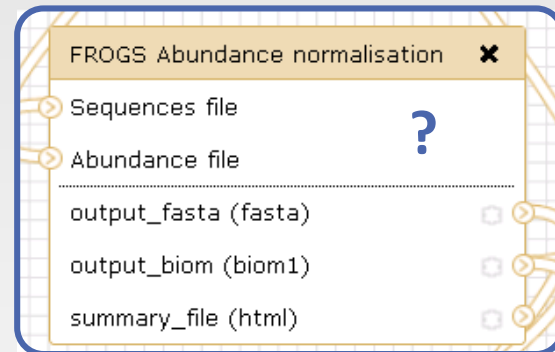 FROGS Abundance normalisation ✖
Sequences file
?
Abundance file
output_fasta (fasta)
output_biom (biom1)
summary_file (html)